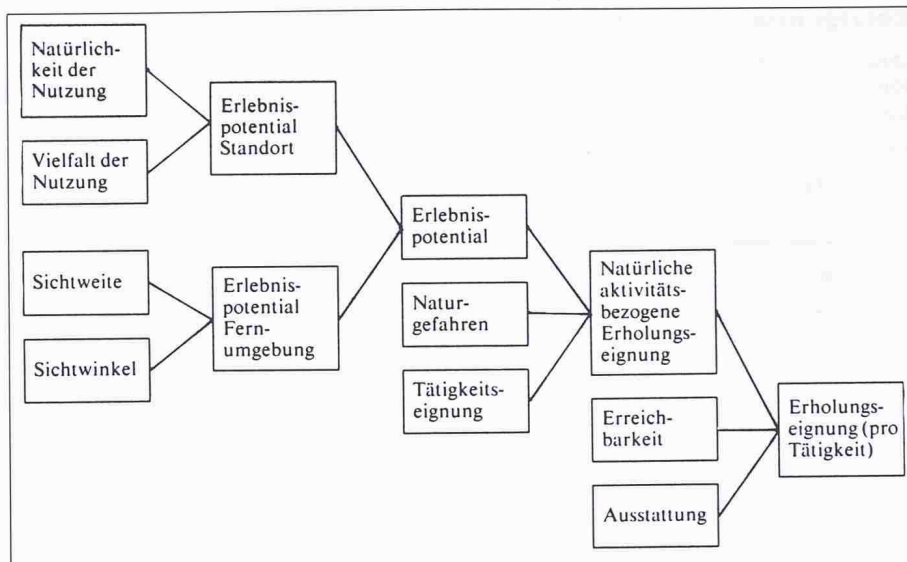 Natürlich-
keit der
Nutzung
Vielfalt der
Nutzung
Erlebnis-
potential
Standort
Sichtweite
Sichtwinkel
Erlebnis-
potential
Fern-
umgebung
Erlebnis-
potential
Natur-
gefahren
Tätigkeits-
eignung
Natürliche
aktivitäts-
bezogene
Erholungs-
eignung
Erreich-
barkeit
Ausstattung
Erholungs-
eignung (pro
Tätigkeit)